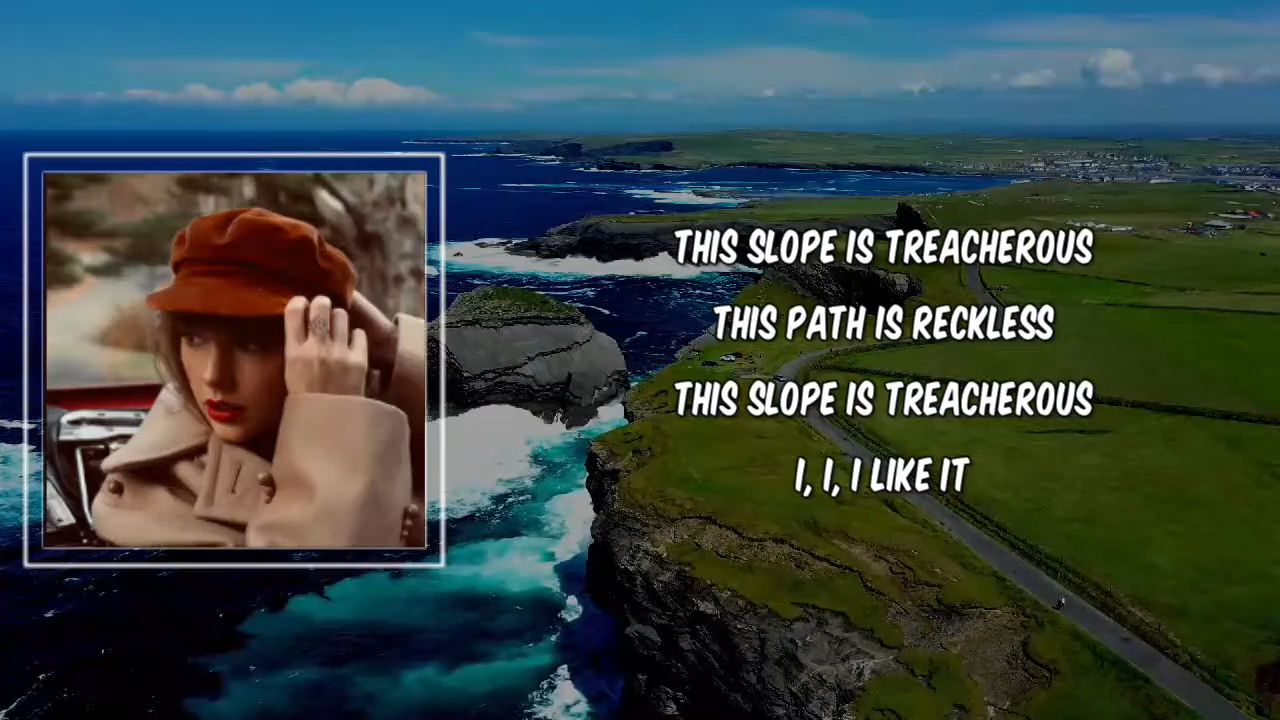 THIS SLOPE IS TREACHEROUS
THIS PATH IS RECKLESS
THIS SLOPE IS TREACHEROUS
I, I, I LIKE IT